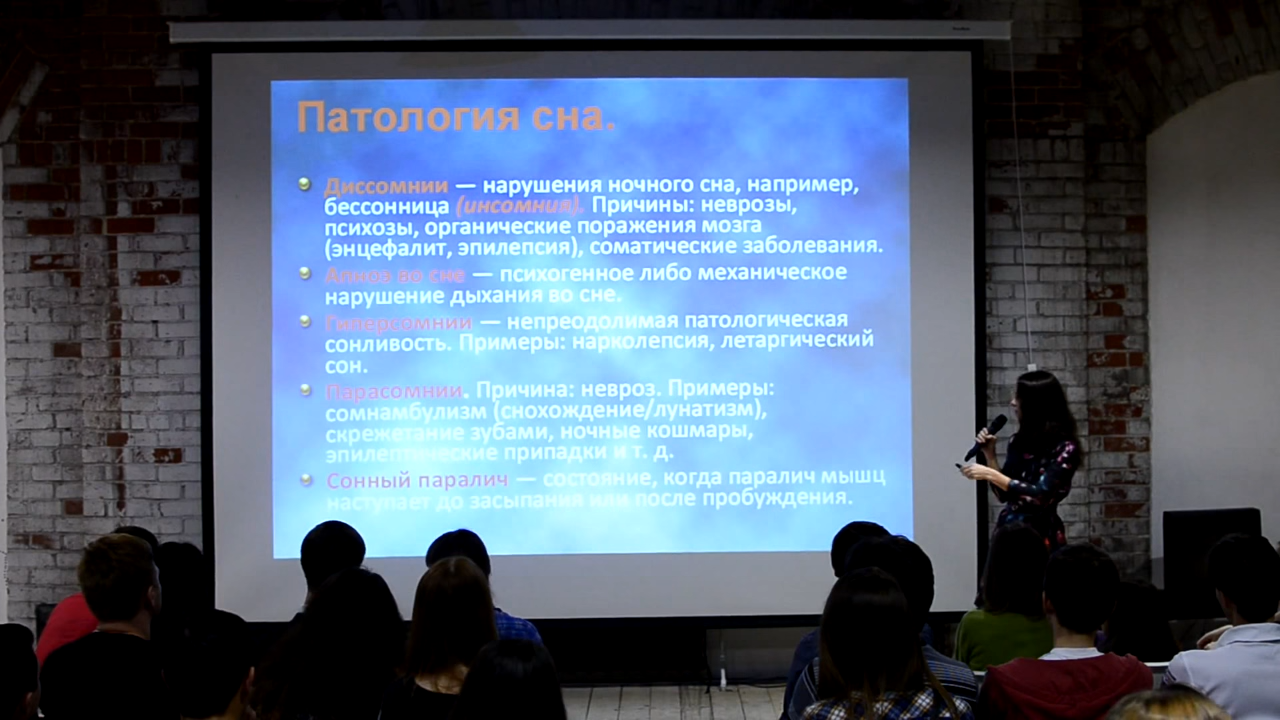 Патология сна.
Диссомнии — нарушения ночного сна, например,
бессонница (инсомния). Причины: неврозы,
психозы, органические поражения мозга
(энцефалит, эпилепсия), соматические заболевания.
Апноэ во сне — психогенное либо механическое
нарушение дыхания во сне.
Гиперсомнии — непреодолимая патологическая
сонливость. Примеры: нарколепсия, летаргический
сон.
Парасомнии. Причина: невроз. Примеры:
сомнамбулизм (снохождение/лунатизм),
скрежетание зубами, ночные кошмары,
эпилептические припадки и т. д.
Сонный паралич — состояние, когда паралич мышц
наступает до засыпания или после пробуждения.